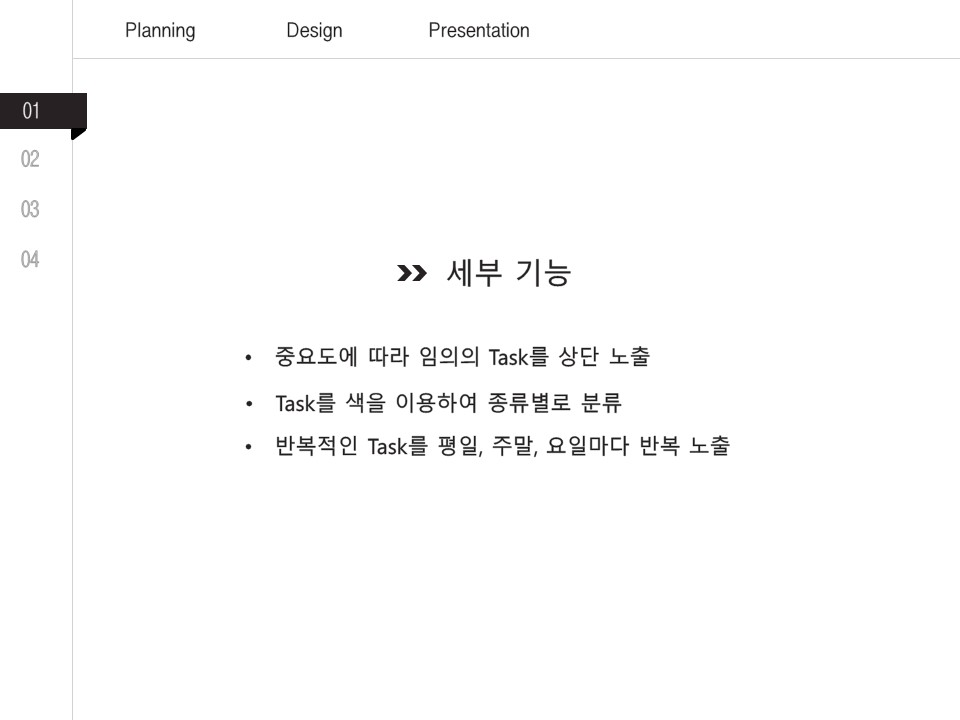 Planning Design Presentation
01
02
03
04
세부 기능
• 중요도에 따라 임의의 Task를 상단 노출
• Task를 색을 이용하여 종류별로 분류
• 반복적인 Task를 평일, 주말, 요일마다 반복 노출